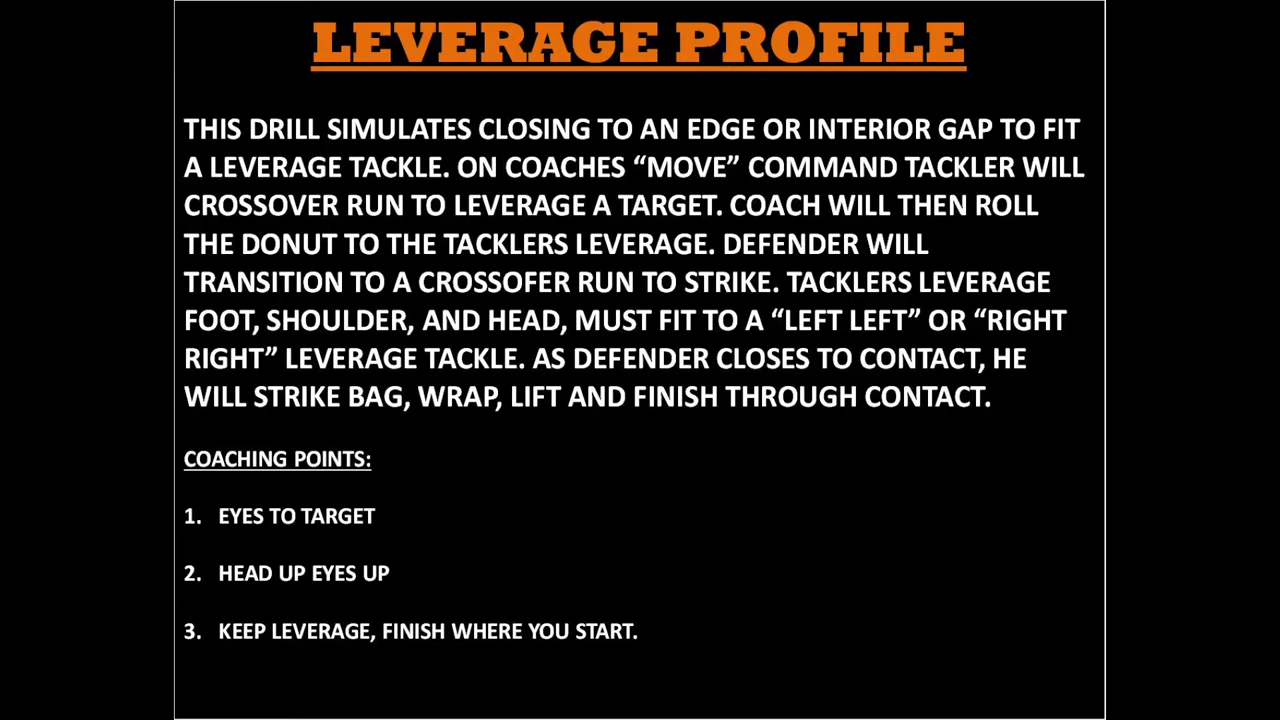 LEVERAGE PROFILE
THIS DRILL SIMULATES CLOSING TO AN EDGE OR INTERIOR GAP TO FIT
A LEVERAGE TACKLE. ON COACHES “MOVE” COMMAND TACKLER WILL
CROSSOVER RUN TO LEVERAGE A TARGET. COACH WILL THEN ROLL
THE DONUT TO THE TACKLERS LEVERAGE. DEFENDER WILL
TRANSITION TO A CROSSOFER RUN TO STRIKE. TACKLERS LEVERAGE
FOOT, SHOULDER, AND HEAD, MUST FIT TO A “LEFT LEFT” OR “RIGHT
RIGHT” LEVERAGE TACKLE. AS DEFENDER CLOSES TO CONTACT, HE
WILL STRIKE BAG, WRAP, LIFT AND FINISH THROUGH CONTACT.
COACHING POINTS:
1. EYES TO TARGET
2. HEAD UP EYES UP
3. KEEP LEVERAGE, FINISH WHERE YOU START.